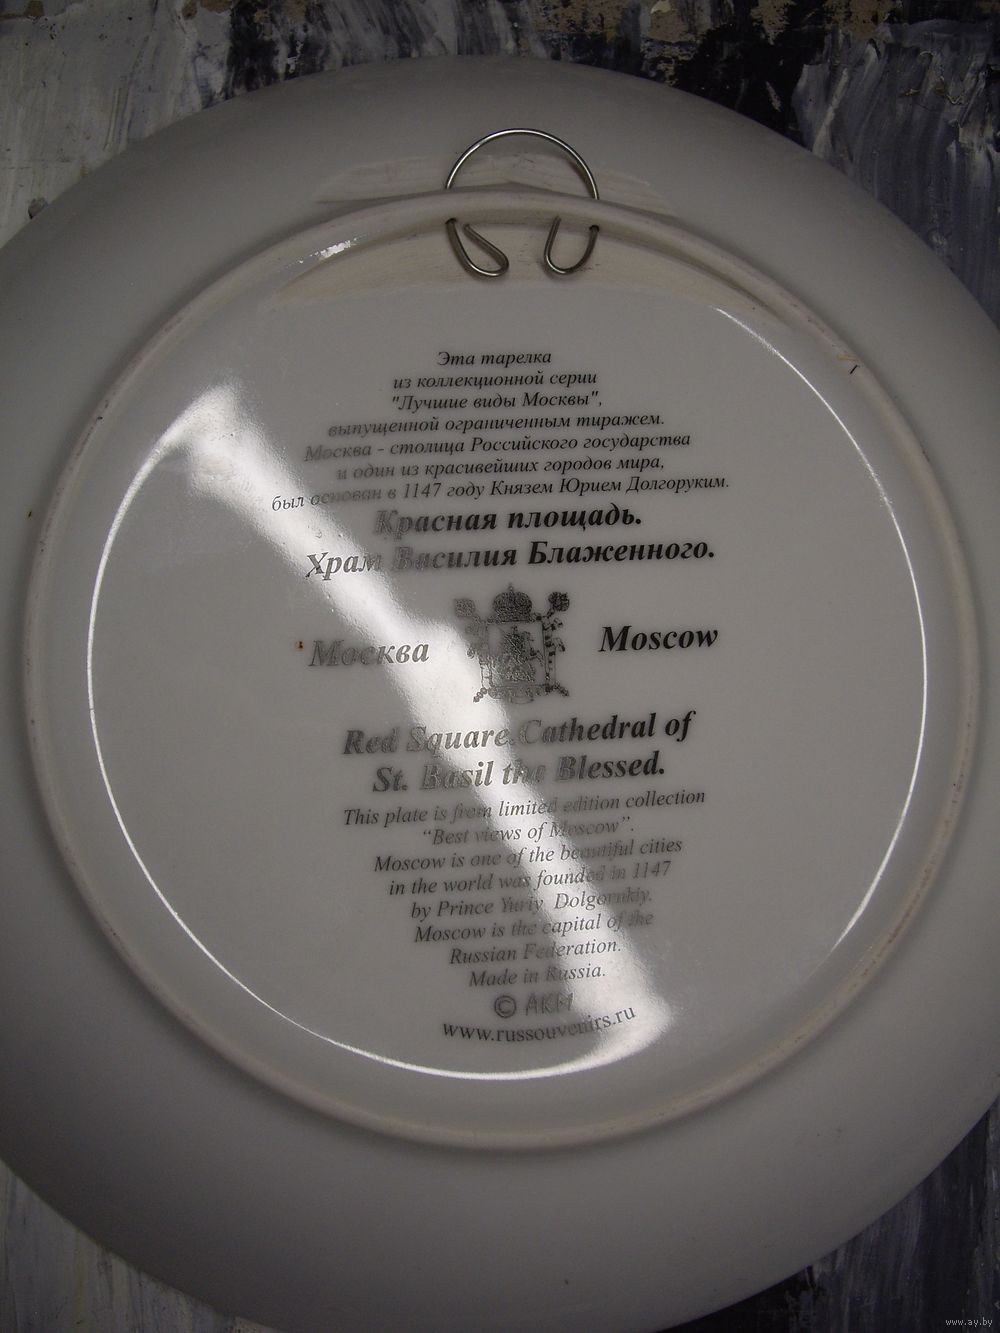 Эта тарелка
из коллекционной серии
"Лучшие виды Москвы",
выпущенной ограниченным тиражем.
Москва - столица Российского государства
и один из красивейших городов мира,
был основан в 1147 году Князем Юрием Долгоруким.
Красная площадь.
Храм Василия Блаженного.
Москва Moscow
Red Square.Cathedral of
St. Basil the Blessed.
This plate is from limited edition collection
“Best views of Moscow”.
Moscow is one of the beautiful cities
in the world was founded in 1147
by Prince Yuriy Dolgorukiy.
Moscow is the capital of the
Russian Federation.
Made in Russia.
© АКМ
www.russouvenirs.ru
www.ay.by